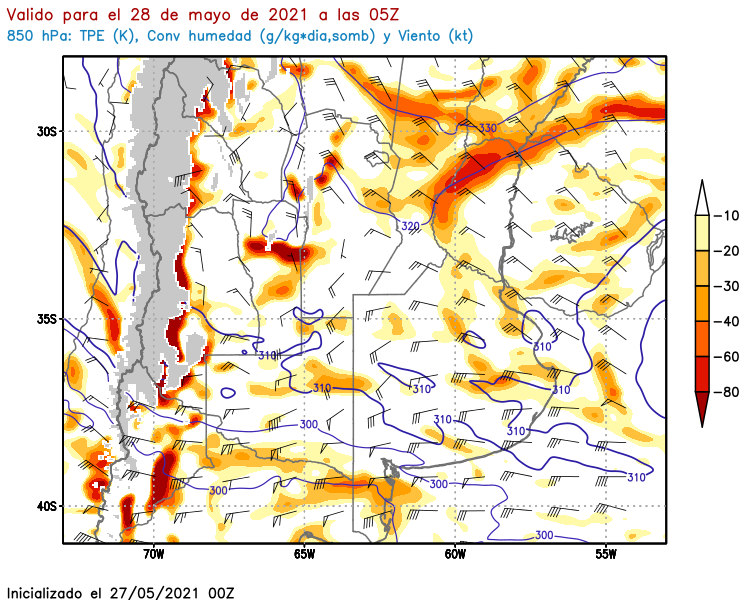 Valido para el 28 de mayo de 2021 a las 05Z
850 hPa: TPE (K), Conv humedad (g/kg*dia,somb) y Viento (kt)
30S
35S
40S
70W 65W 60W 55W
330
320
310
310
310
310
310
310
310
310
300
300
300
300
-10
-20
-30
-40
-60
-80
Inicializado el 27/05/2021 00Z